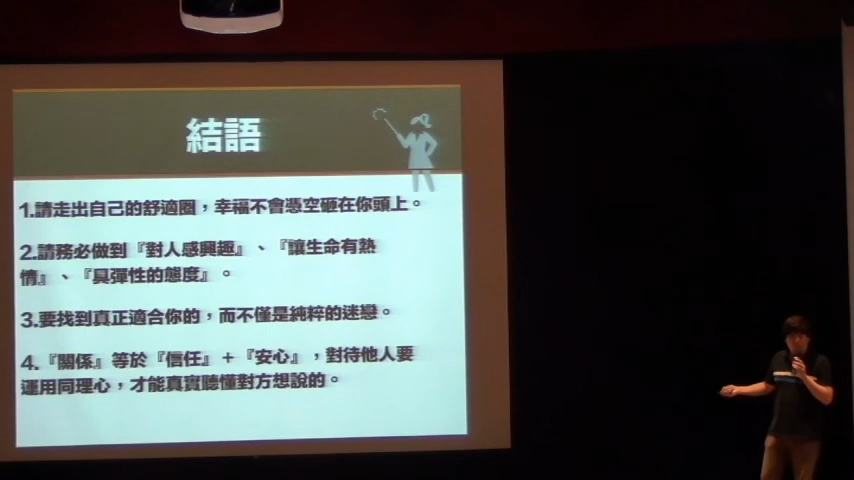 結語
1.請走出自己的舒適圈，幸福不會憑空砸在你頭上。
2.請務必做到『對人感興趣』、『讓生命有熱
情』、『具彈性的態度』。
3.要找到真正適合你的，而不僅是純粹的迷戀。
4.『關係』等於『信任』＋『安心』，對待他人要
運用同理心，才能真實聽懂對方想說的。